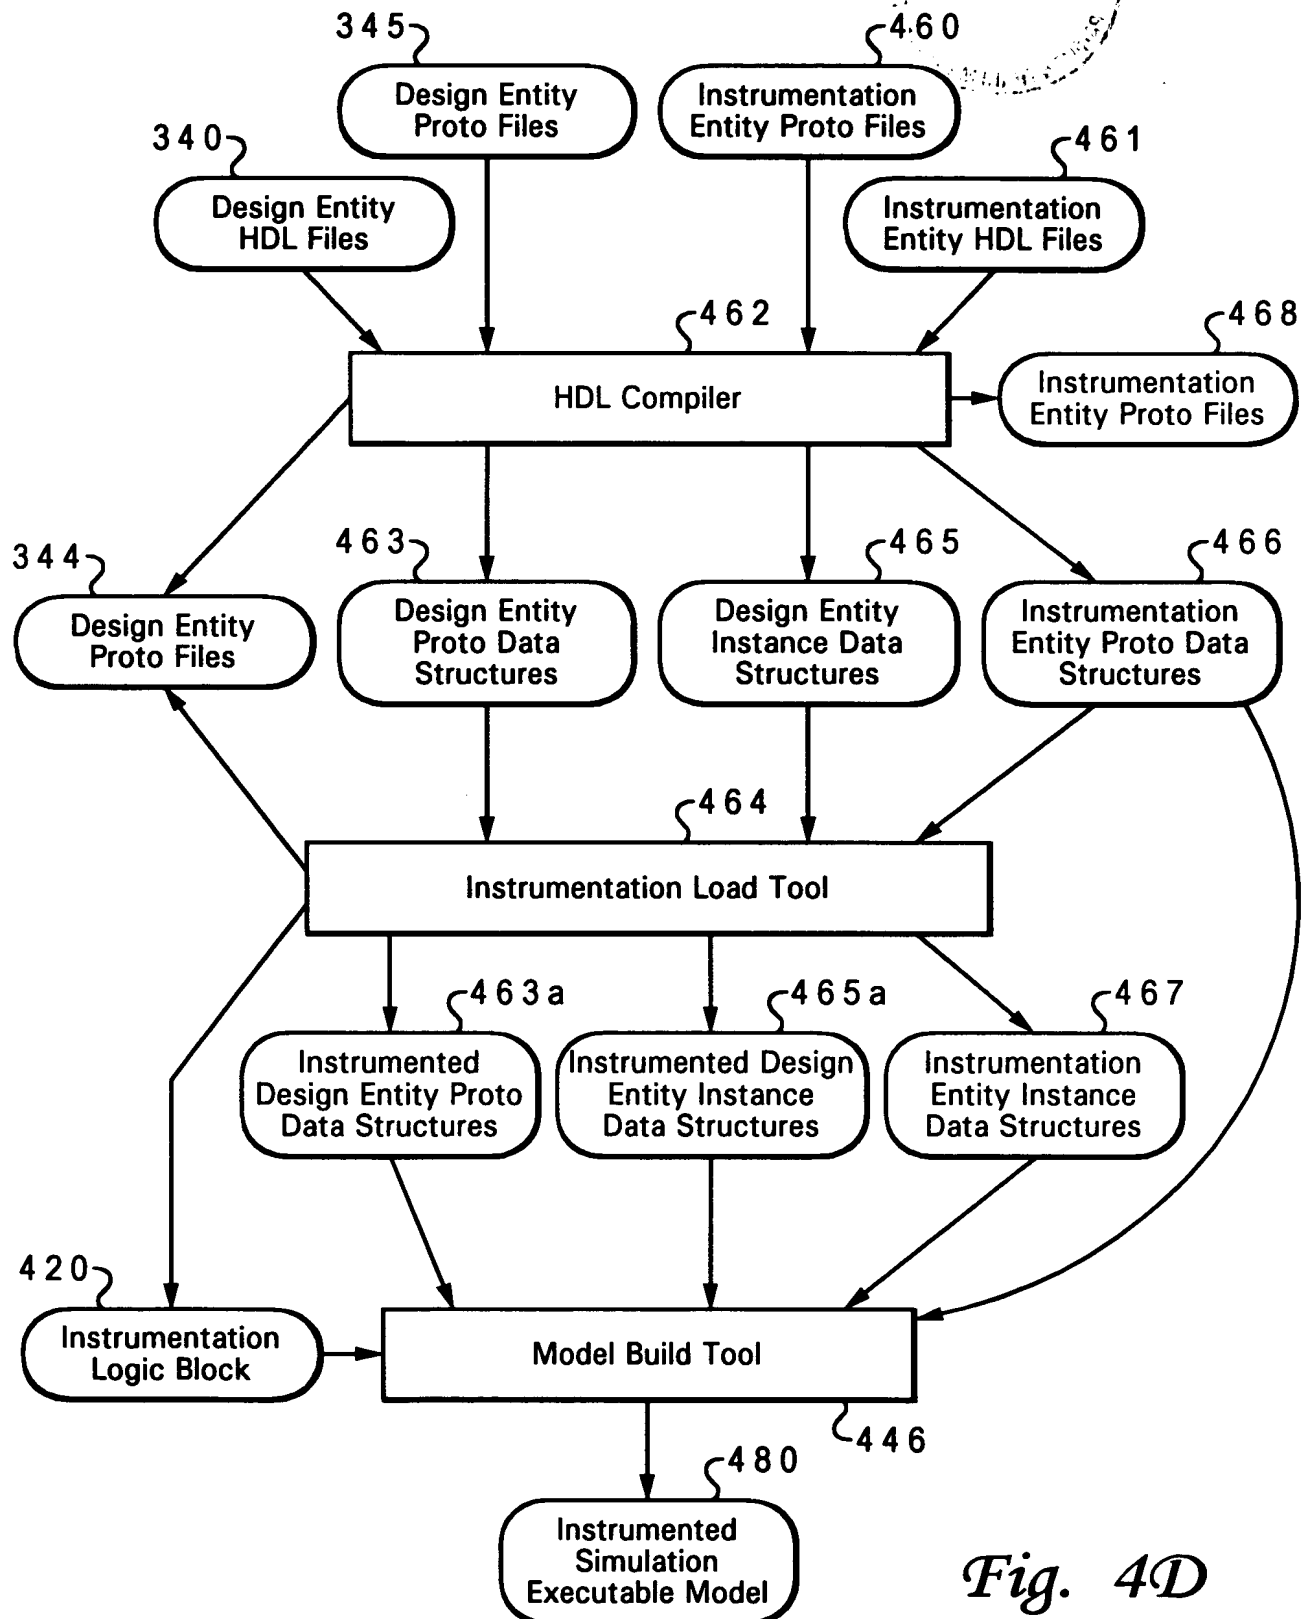 345
460
Design Entity
Proto Files
Instrumentation
Entity Proto Files
340
461
Design Entity
HDL Files
Instrumentation
Entity HDL Files
462
468
HDL Compiler
Instrumentation
Entity Proto Files
344
463
465
466
Design Entity
Proto Files
Design Entity
Proto Data
Structures
Design Entity
Instance Data
Structures
Instrumentation
Entity Proto Data
Structures
464
Instrumentation Load Tool
463a
465a
467
Instrumented
Design Entity Proto
Data Structures
Instrumented Design
Entity Instance
Data Structures
Instrumentation
Entity Instance
Data Structures
420
Instrumentation
Logic Block
Model Build Tool
446
480
Instrumented
Simulation
Executable Model
Fig. 4D